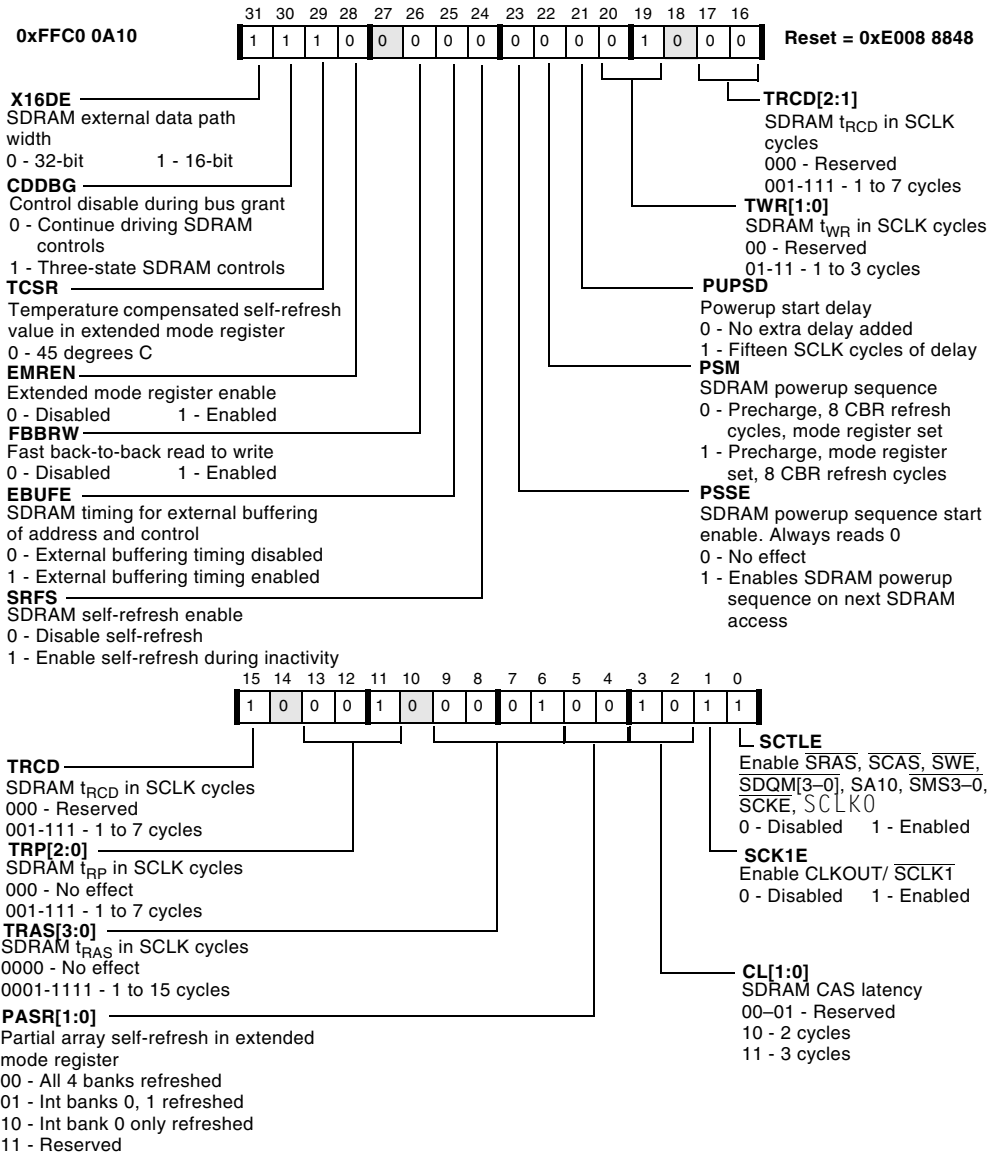 31 30 29 28 27 26 25 24 23 22 21 20 19 18 17 16
0xFFC0 0A10
1 1 1 0 0 0 0 0 0 0 0 0 1 0 0 0
Reset = 0xE008 8848
X16DE
SDRAM external data path
width
0 - 32-bit 1 - 16-bit
CDDBG
Control disable during bus grant
0 - Continue driving SDRAM
controls
1 - Three-state SDRAM controls
TCSR
Temperature compensated self-refresh
value in extended mode register
0 - 45 degrees C
EMREN
Extended mode register enable
0 - Disabled 1 - Enabled
FBBRW
Fast back-to-back read to write
0 - Disabled 1 - Enabled
EBUFE
SDRAM timing for external buffering
of address and control
0 - External buffering timing disabled
1 - External buffering timing enabled
SRFS
SDRAM self-refresh enable
0 - Disable self-refresh
1 - Enable self-refresh during inactivity
TRCD[2:1]
SDRAM tRCD in SCLK
cycles
000 - Reserved
001-111 - 1 to 7 cycles
TWR[1:0]
SDRAM tWR in SCLK cycles
00 - Reserved
01-11 - 1 to 3 cycles
PUPSD
Powerup start delay
0 - No extra delay added
1 - Fifteen SCLK cycles of delay
PSM
SDRAM powerup sequence
0 - Precharge, 8 CBR refresh
cycles, mode register set
1 - Precharge, mode register
set, 8 CBR refresh cycles
PSSE
SDRAM powerup sequence start
enable. Always reads 0
0 - No effect
1 - Enables SDRAM powerup
sequence on next SDRAM
access
15 14 13 12 11 10 9 8 7 6 5 4 3 2 1 0
1 0 0 0 1 0 0 0 0 1 0 0 1 0 1 1
TRCD
SDRAM tRCD in SCLK cycles
000 - Reserved
001-111 - 1 to 7 cycles
TRP[2:0]
SDRAM tRP in SCLK cycles
000 - No effect
001-111 - 1 to 7 cycles
TRAS[3:0]
SDRAM tRAS in SCLK cycles
0000 - No effect
0001-1111 - 1 to 15 cycles
PASR[1:0]
Partial array self-refresh in extended
mode register
00 - All 4 banks refreshed
01 - Int banks 0, 1 refreshed
10 - Int bank 0 only refreshed
11 - Reserved
SCTLE
Enable SRAS, SCAS, SWE,
SDQM[3–0], SA10, SMS3–0,
SCKE, SCLK0
0 - Disabled 1 - Enabled
SCK1E
Enable CLKOUT/ SCLK1
0 - Disabled 1 - Enabled
CL[1:0]
SDRAM CAS latency
00–01 - Reserved
10 - 2 cycles
11 - 3 cycles